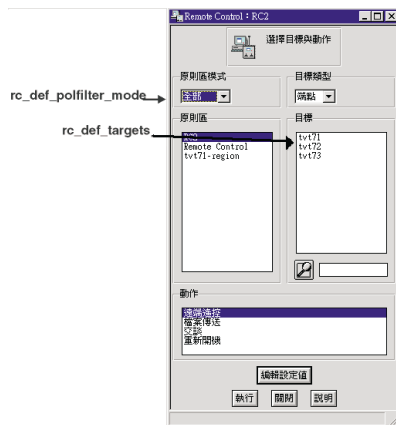 Remote Control：RC2
選擇目標與動作
原則區模式
目標類型
rc_def_polfilter_mode
全部
端點
原則區
目標
rc_def_targets
RC2
Remote Control
tvt71-region
tvt71
tvt72
tvt73
動作
遠端遙控
檔案傳送
交談
重新開機
編輯設定值
執行
關閉
說明